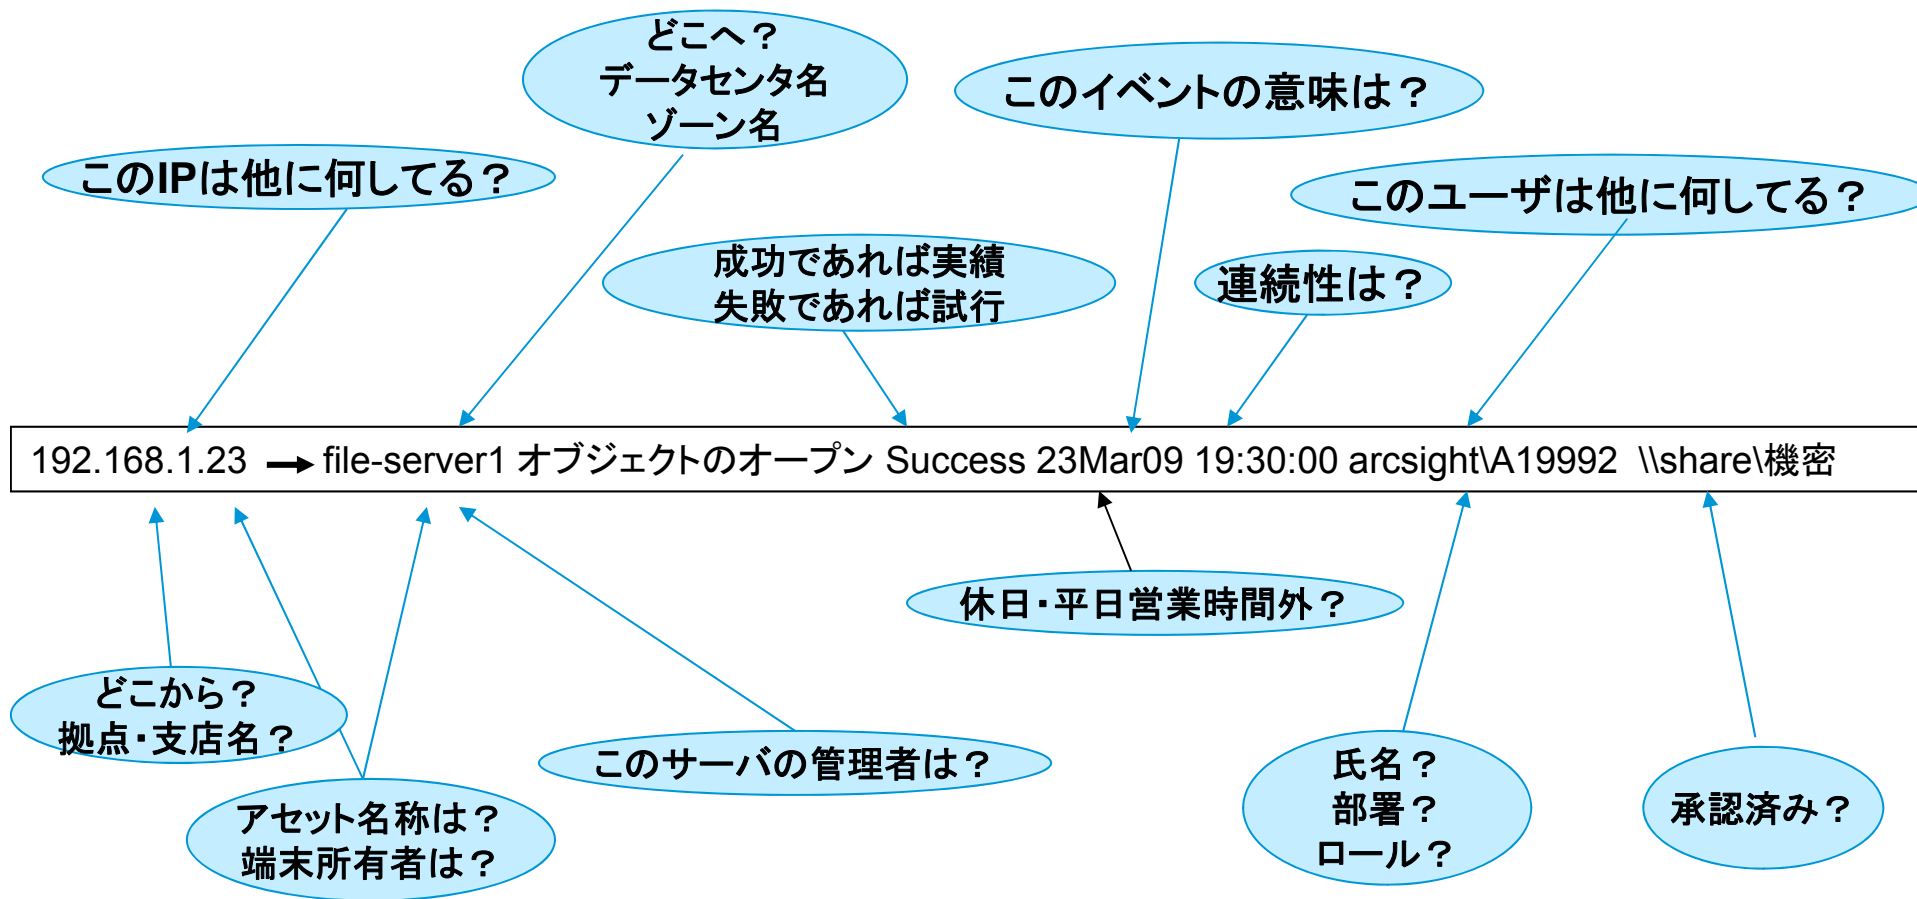 どこへ？
データセンタ名
ゾーン名
このイベントの意味は？
このIPは他に何してる？
このユーザは他に何してる？
成功であれば実績
失敗であれば試行
連続性は？
192.168.1.23 → file-server1 オブジェクトのオープン Success 23Mar09 19:30:00 arcsight\A19992 \\share\機密
休日・平日営業時間外？
どこから？
拠点・支店名？
このサーバの管理者は？
アセット名称は？
端末所有者は？
氏名？
部署？
ロール？
承認済み？